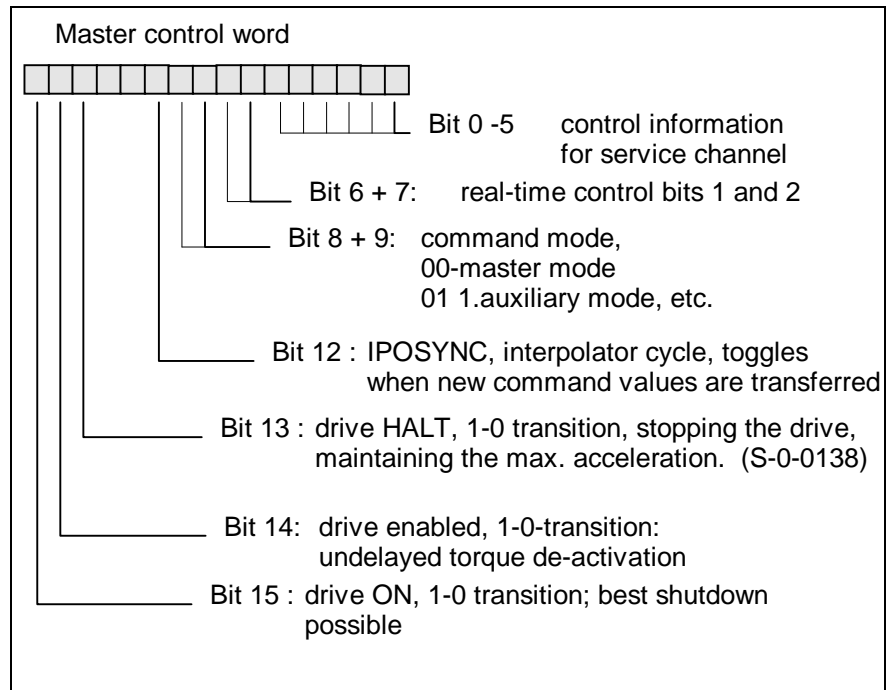 Master control word
Bit 0 -5 control information
for service channel
Bit 6 + 7: real-time control bits 1 and 2
Bit 8 + 9: command mode,
00-master mode
01 1.auxiliary mode, etc.
Bit 12 : IPOSYNC, interpolator cycle, toggles
when new command values are transferred
Bit 13 : drive HALT, 1-0 transition, stopping the drive,
maintaining the max. acceleration. (S-0-0138)
Bit 14: drive enabled, 1-0-transition:
undelayed torque de-activation
Bit 15 : drive ON, 1-0 transition; best shutdown
possible